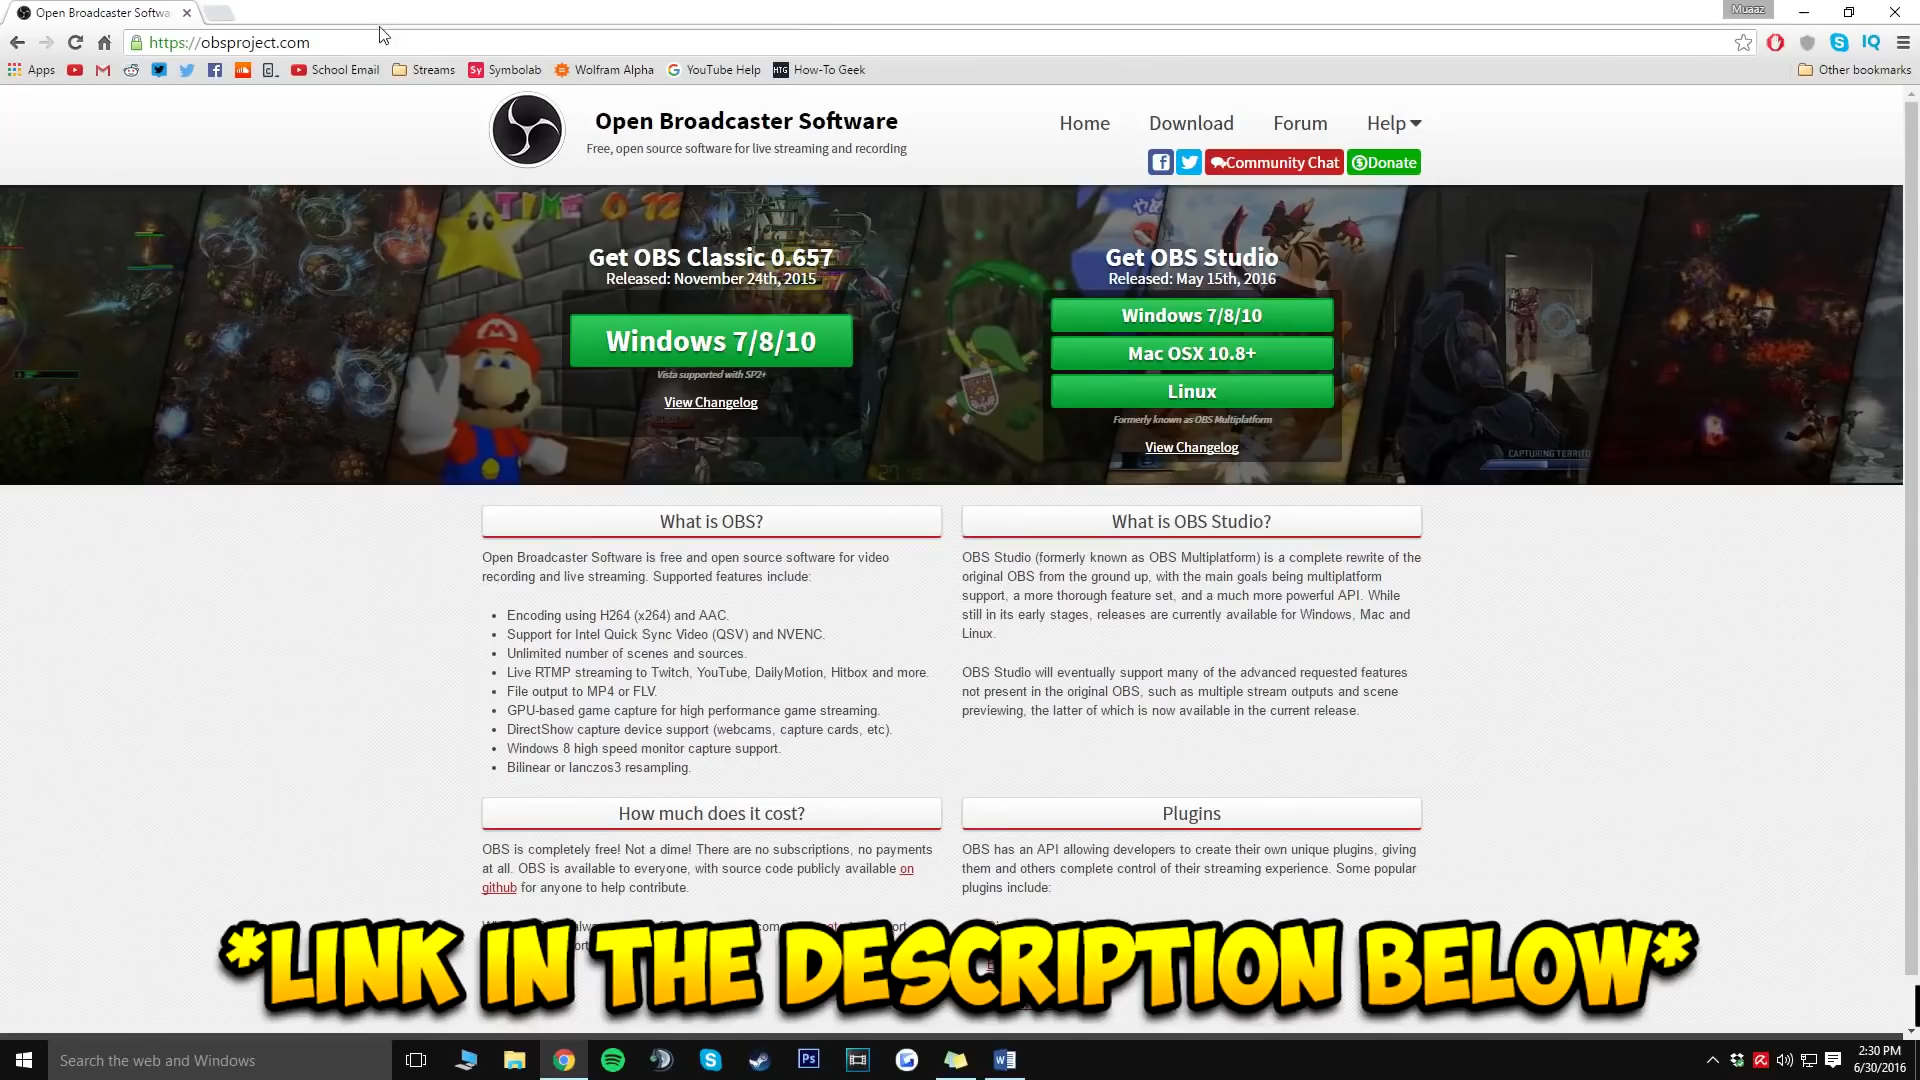 Open Broadcaster Softwa
Muaaz
https://obsproject.com
IQ
Apps
School Email
Streams
Sy Symbolab
Wolfram Alpha
YouTube Help
HTG How-To Geek
Other bookmarks
Open Broadcaster Software
Free, open source software for live streaming and recording
Home Download Forum Help
Community Chat
Donate
TIME 0 12
Get OBS Classic 0.657
Released: November 24th, 2015
Windows 7/8/10
Vista supported with SP2+
View Changelog
Get OBS Studio
Released: May 15th, 2016
Windows 7/8/10
Mac OSX 10.8+
Linux
Formerly known as OBS Multiplatform
View Changelog
CAPTURING TERRITO
What is OBS?
Open Broadcaster Software is free and open source software for video
recording and live streaming. Supported features include:
Encoding using H264 (x264) and AAC.
Support for Intel Quick Sync Video (QSV) and NVENC.
Unlimited number of scenes and sources.
Live RTMP streaming to Twitch, YouTube, DailyMotion, Hitbox and more.
File output to MP4 or FLV.
GPU-based game capture for high performance game streaming.
DirectShow capture device support (webcams, capture cards, etc).
Windows 8 high speed monitor capture support.
Bilinear or lanczos3 resampling.
What is OBS Studio?
OBS Studio (formerly known as OBS Multiplatform) is a complete rewrite of the
original OBS from the ground up, with the main goals being multiplatform
support, a more thorough feature set, and a much more powerful API. While
still in its early stages, releases are currently available for Windows, Mac and
Linux.
OBS Studio will eventually support many of the advanced requested features
not present in the original OBS, such as multiple stream outputs and scene
previewing, the latter of which is now available in the current release.
How much does it cost?
OBS is completely free! Not a dime! There are no subscriptions, no payments
at all. OBS is available to everyone, with source code publicly available on
github for anyone to help contribute.
Plugins
OBS has an API allowing developers to create their own unique plugins, giving
them and others complete control of their streaming experience. Some popular
plugins include:
*LINK IN THE DESCRIPTION BELOW*
Search the web and Windows
Ps
2:30 PM
6/30/2016